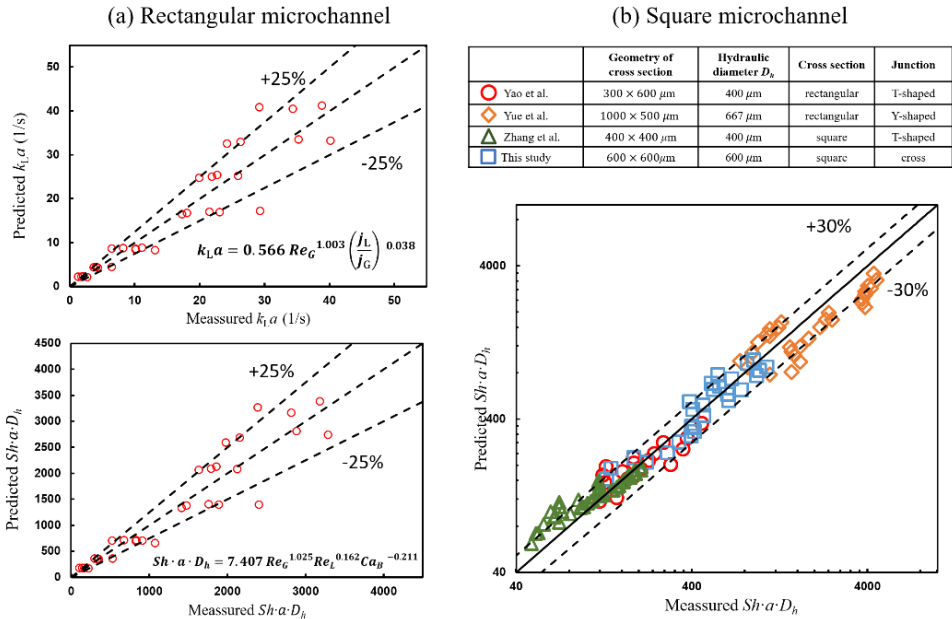 (a) Rectangular microchannel
55
50
40
30
20
10
0
0
10
20
30
40
50
Predicted kLa (1/s)
Meassured kLa (1/s)
+25%
-25%
kLa = 0.566 ReG^1.003 (jL/jG)^0.038
4500
4000
3500
3000
2500
2000
1500
1000
500
0
0
1000
2000
3000
4000
Predicted Sh·a·Dh
Meassured Sh·a·Dh
+25%
-25%
Sh · a · Dh = 7.407 ReG^1.025 ReL^0.162 CaB^−0.211
(b) Square microchannel
Geometry of cross section Hydraulic diameter Dh Cross section Junction
Yao et al. 300 × 600 μm 400 μm rectangular T-shaped
Yue et al. 1000 × 500 μm 667 μm rectangular Y-shaped
Zhang et al. 400 × 400 μm 400 μm square T-shaped
This study 600 × 600μm 600 μm square cross
4000
400
40
40
400
4000
Predicted Sh·a·Dh
Meassured Sh·a·Dh
+30%
-30%